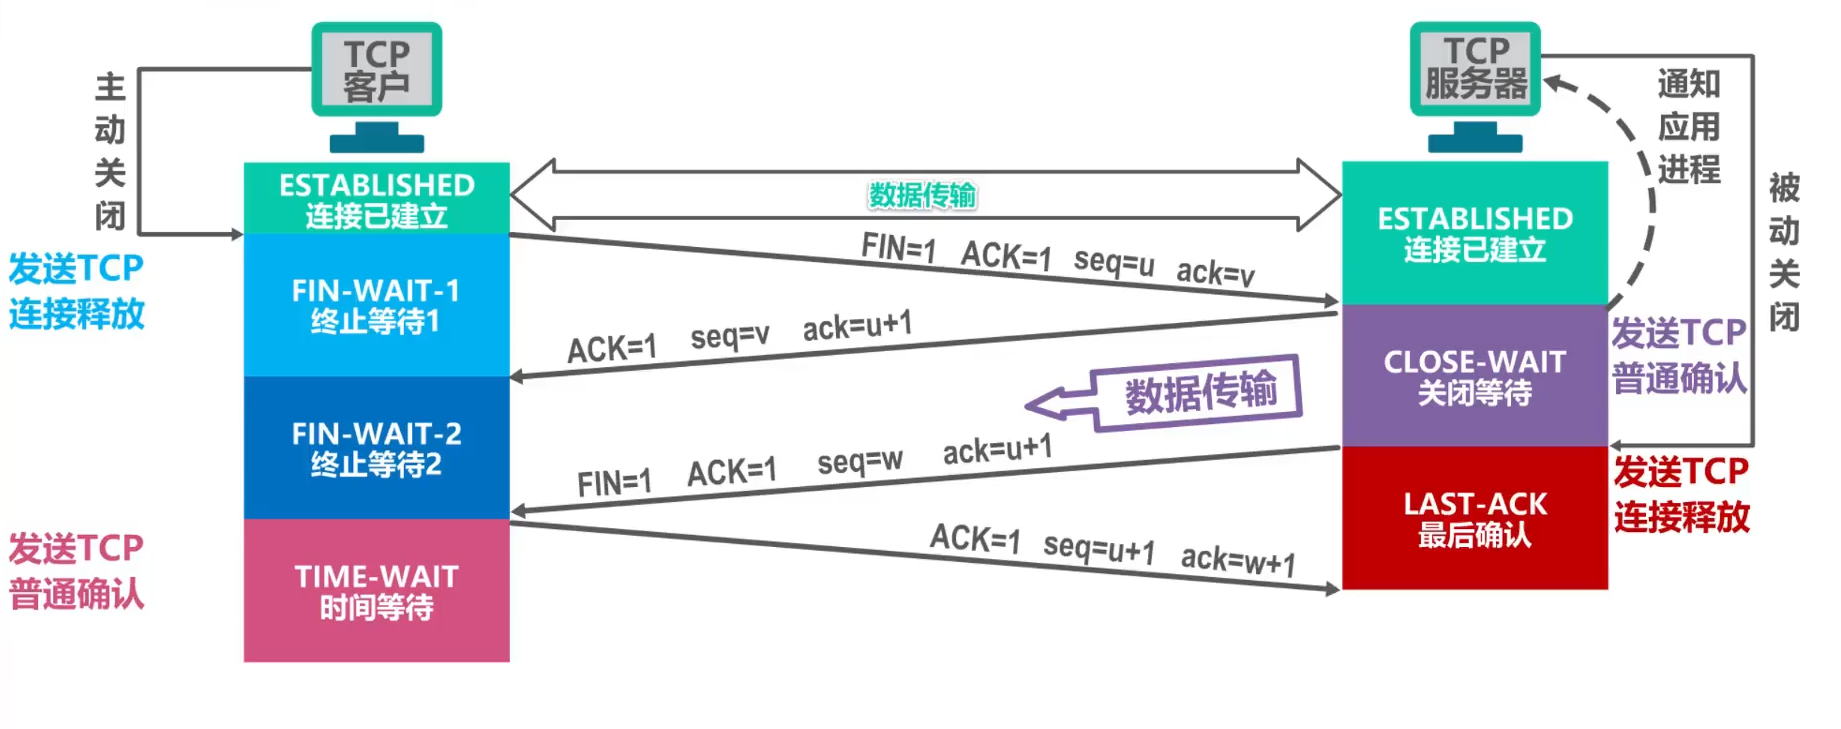 TCP
客户
TCP
服务器
主动关闭
通知
应用
进程
被动关闭
ESTABLISHED
连接已建立
数据传输
ESTABLISHED
连接已建立
FIN=1 ACK=1 seq=u ack=v
发送TCP
连接释放
FIN-WAIT-1
终止等待1
ACK=1 seq=v ack=u+1
CLOSE-WAIT
关闭等待
发送TCP
普通确认
数据传输
FIN-WAIT-2
终止等待2
FIN=1 ACK=1 seq=w ack=u+1
LAST-ACK
最后确认
发送TCP
连接释放
发送TCP
普通确认
TIME-WAIT
时间等待
ACK=1 seq=u+1 ack=w+1